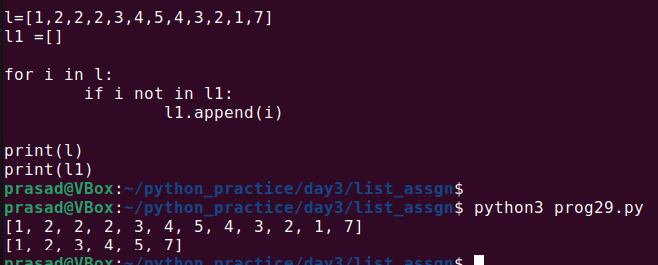 l=[1,2,2,2,3,4,5,4,3,2,1,7]
l1 =[]
for i in l:
        if i not in l1:
                l1.append(i)
print(l)
print(l1)
prasad@VBox:~/python_practice/day3/list_assgn$
prasad@VBox:~/python_practice/day3/list_assgn$ python3 prog29.py
[1, 2, 2, 2, 3, 4, 5, 4, 3, 2, 1, 7]
[1, 2, 3, 4, 5, 7]
prasad@VBox:~/python_practice/day3/list_assgn$